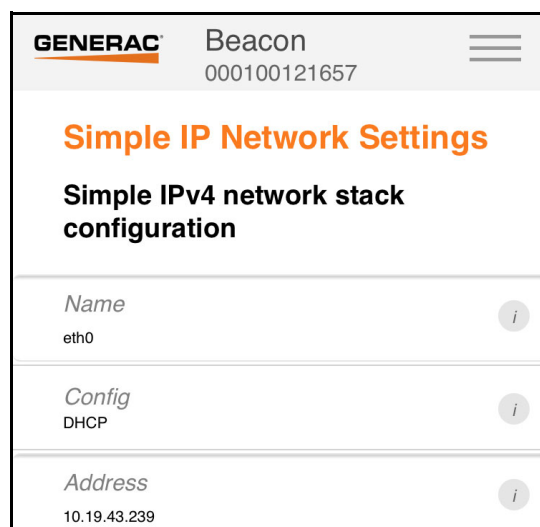 GENERAC
Beacon
000100121657
Simple IP Network Settings
Simple IPv4 network stack
configuration
Name
i
eth0
Config
i
DHCP
Address
i
10.19.43.239